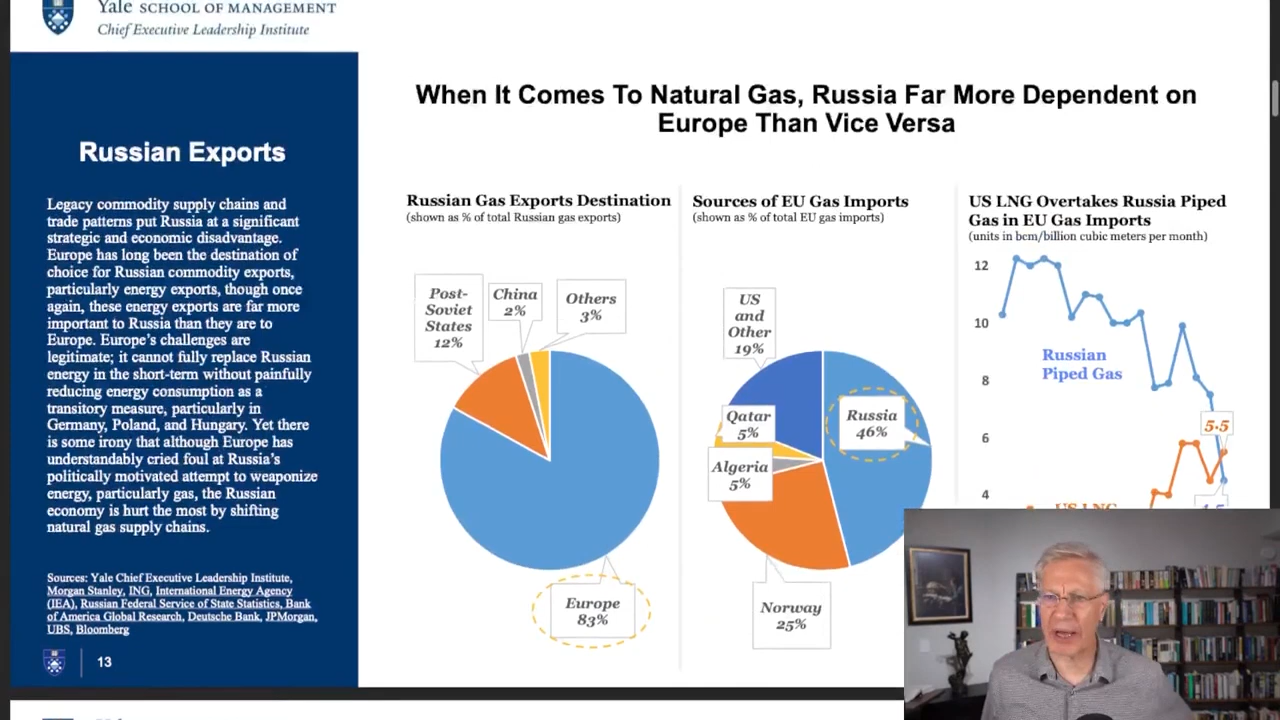 Yale SCHOOL OF MANAGEMENT
Chief Executive Leadership Institute
Russian Exports
Legacy commodity supply chains and
trade patterns put Russia at a significant
strategic and economic disadvantage.
Europe has long been the destination of
choice for Russian commodity exports,
particularly energy exports, though once
again, these energy exports are far more
important to Russia than they are to
Europe. Europe's challenges are
legitimate; it cannot fully replace Russian
energy in the short-term without painfully
reducing energy consumption as a
transitory measure, particularly in
Germany, Poland, and Hungary. Yet there
is some irony that although Europe has
understandably cried foul at Russia's
politically motivated attempt to weaponize
energy, particularly gas, the Russian
economy is hurt the most by shifting
natural gas supply chains.
Sources: Yale Chief Executive Leadership Institute,
Morgan Stanley, ING, International Energy Agency
(IEA), Russian Federal Service of State Statistics, Bank
of America Global Research, Deutsche Bank, JPMorgan,
UBS, Bloomberg
13
When It Comes To Natural Gas, Russia Far More Dependent on
Europe Than Vice Versa
Russian Gas Exports Destination
(shown as % of total Russian gas exports)
Post-
Soviet
States
12%
China
2%
Others
3%
Europe
83%
Sources of EU Gas Imports
(shown as % of total EU gas imports)
US
and
Other
19%
Qatar
5%
Algeria
5%
Russia
46%
Norway
25%
US LNG Overtakes Russia Piped
Gas in EU Gas Imports
(units in bcm/billion cubic meters per month)
12
10
8
6
4
Russian
Piped Gas
5.5
4.5
US LNG